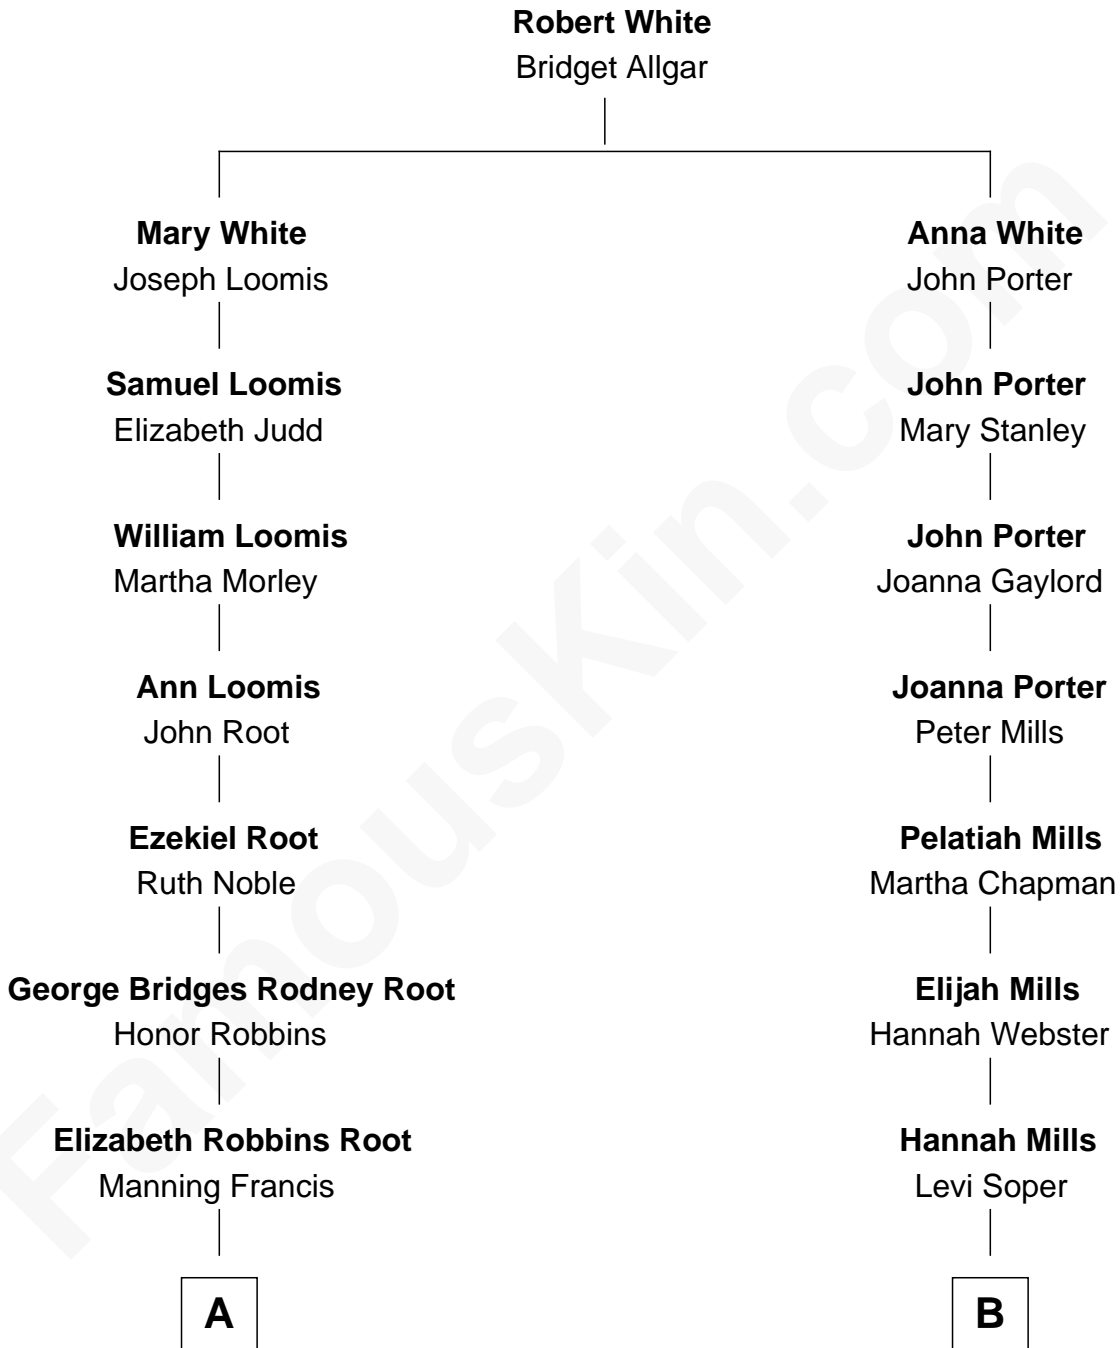 Robert White
Bridget Allgar
Mary White
Joseph Loomis
Anna White
John Porter
Samuel Loomis
Elizabeth Judd
John Porter
Mary Stanley
William Loomis
Martha Morley
John Porter
Joanna Gaylord
Ann Loomis
John Root
Joanna Porter
Peter Mills
Ezekiel Root
Ruth Noble
Pelatiah Mills
Martha Chapman
George Bridges Rodney Root
Honor Robbins
Elijah Mills
Hannah Webster
Elizabeth Robbins Root
Manning Francis
Hannah Mills
Levi Soper
A
B
FamousKin.com